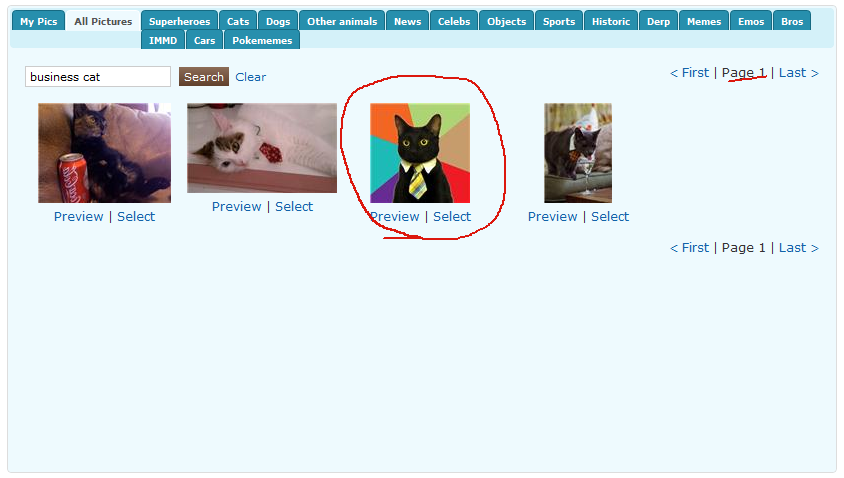 My Pics All Pictures Superheroes Cats Dogs Other animals News Celebs Objects Sports Historic Derp Memes Emos Bros
IMMD Cars Pokememes
business cat Search Clear < First | Page 1 | Last >
Preview | Select Preview | Select Preview | Select Preview | Select
< First | Page 1 | Last >